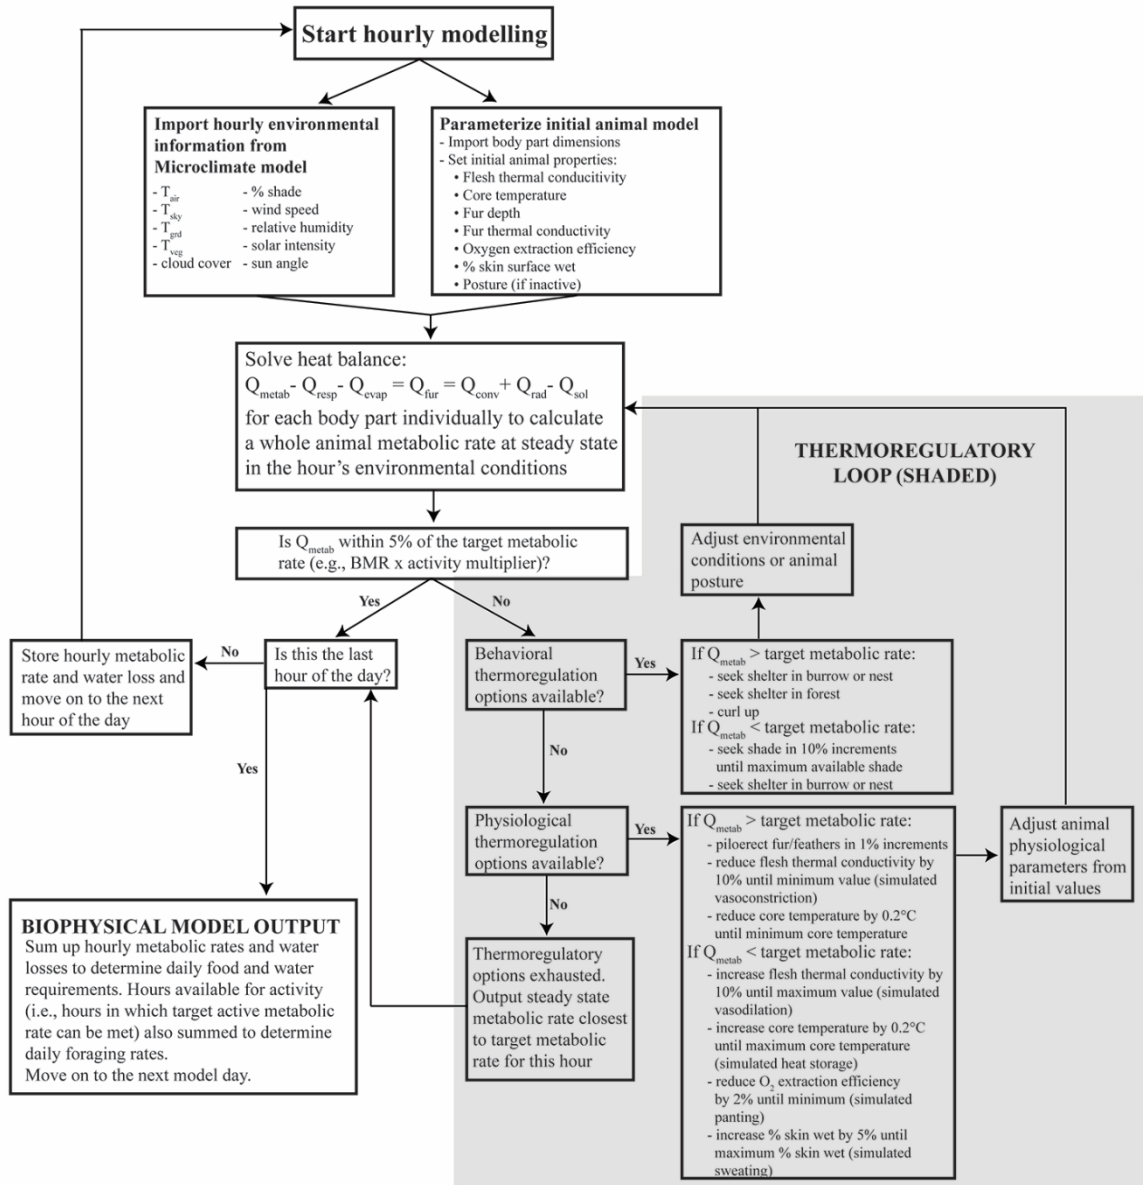 Start hourly modelling
Import hourly environmental
information from
Microclimate model
- Tair
- Tsky
- Tgrd
- Tveg
- cloud cover
- % shade
- wind speed
- relative humidity
- solar intensity
- sun angle
Parameterize initial animal model
- Import body part dimensions
- Set initial animal properties:
• Flesh thermal conducitivity
• Core temperature
• Fur depth
• Fur thermal conductivity
• Oxygen extraction efficiency
• % skin surface wet
• Posture (if inactive)
Solve heat balance:
Qmetab- Qresp- Qevap = Qfur = Qconv+ Qrad- Qsol
for each body part individually to calculate
a whole animal metabolic rate at steady state
in the hour's environmental conditions
THERMOREGULATORY
LOOP (SHADED)
Is Qmetab within 5% of the target metabolic
rate (e.g., BMR x activity multiplier)?
Adjust environmental
conditions or animal
posture
Yes
No
Store hourly metabolic
rate and water loss and
move on to the next
hour of the day
No
Is this the last
hour of the day?
Behavioral
thermoregulation
options available?
Yes
If Qmetab > target metabolic rate:
- seek shelter in burrow or nest
- seek shelter in forest
- curl up
If Qmetab < target metabolic rate:
- seek shade in 10% increments
until maximum available shade
- seek shelter in burrow or nest
Yes
No
Physiological
thermoregulation
options available?
Yes
If Qmetab > target metabolic rate:
- piloerect fur/feathers in 1% increments
- reduce flesh thermal conductivity by
10% until minimum value (simulated
vasoconstriction)
- reduce core temperature by 0.2°C
until minimum core temperature
If Qmetab < target metabolic rate:
- increase flesh thermal conductivity by
10% until maximum value (simulated
vasodilation)
- increase core temperature by 0.2°C
until maximum core temperature
(simulated heat storage)
- reduce O2 extraction efficiency
by 2% until minimum (simulated
panting)
- increase % skin wet by 5% until
maximum % skin wet (simulated
sweating)
Adjust animal
physiological
parameters from
initial values
No
Thermoregulatory
options exhausted.
Output steady state
metabolic rate closest
to target metabolic
rate for this hour
BIOPHYSICAL MODEL OUTPUT
Sum up hourly metabolic rates and water
losses to determine daily food and water
requirements. Hours available for activity
(i.e., hours in which target active metabolic
rate can be met) also summed to determine
daily foraging rates.
Move on to the next model day.